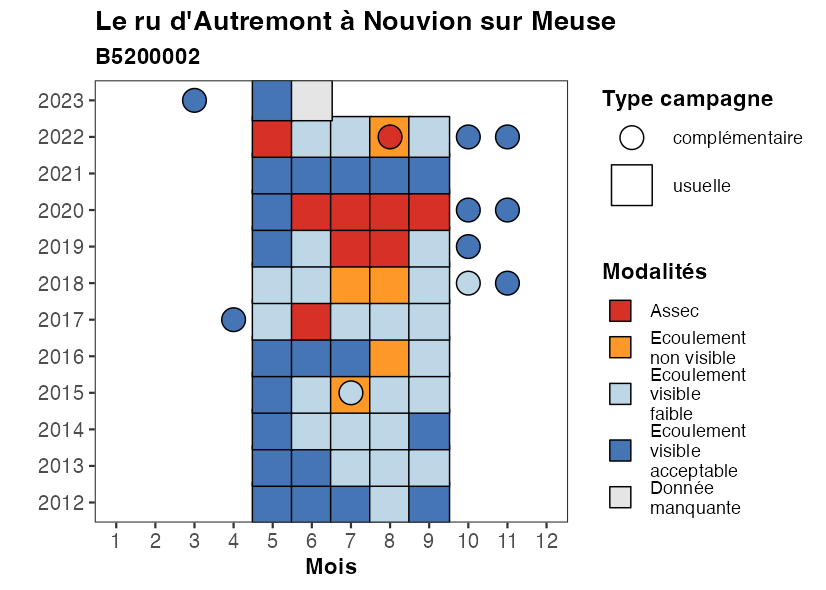 Le ru d'Autremont à Nouvion sur Meuse
B5200002
2023
2022
2021
2020
2019
2018
2017
2016
2015
2014
2013
2012
1 2 3 4 5 6 7 8 9 10 11 12
Mois
Type campagne
complémentaire
usuelle
Modalités
Assec
Ecoulement
non visible
Ecoulement
visible
faible
Ecoulement
visible
acceptable
Donnée
manquante